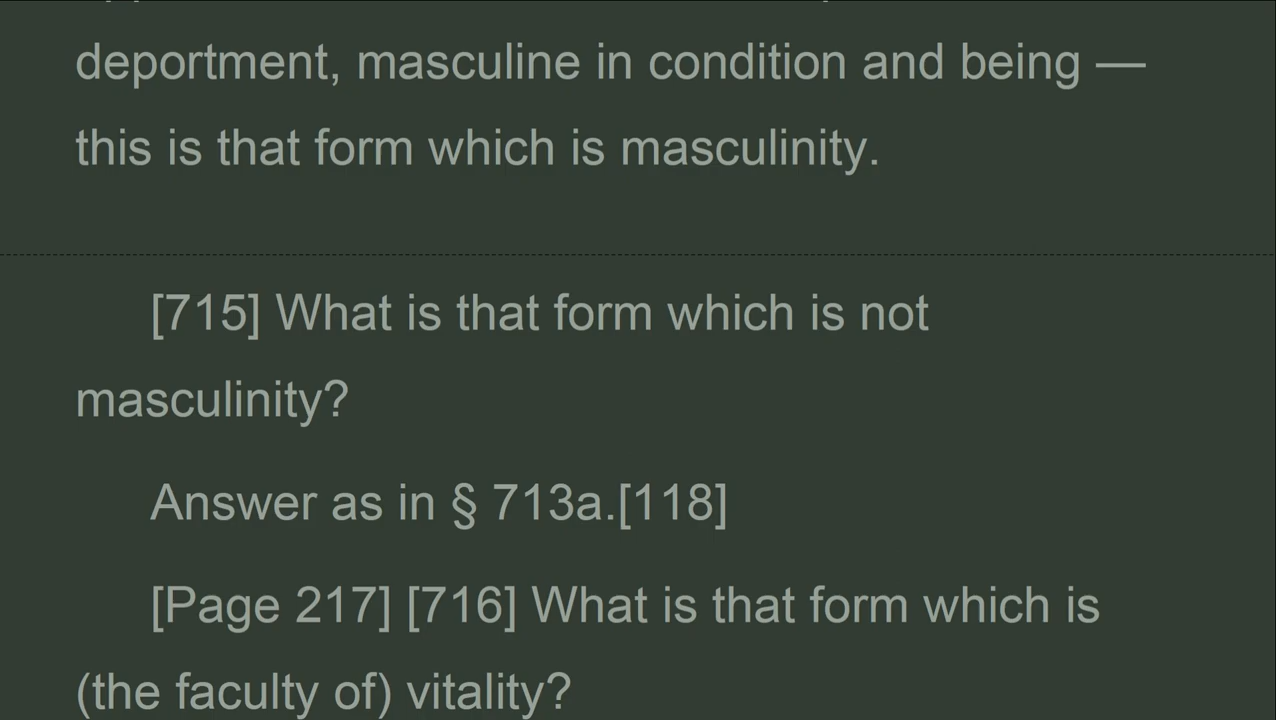 deportment, masculine in condition and being —
this is that form which is masculinity.
[715] What is that form which is not
masculinity?
Answer as in § 713a.[118]
[Page 217] [716] What is that form which is
(the faculty of) vitality?